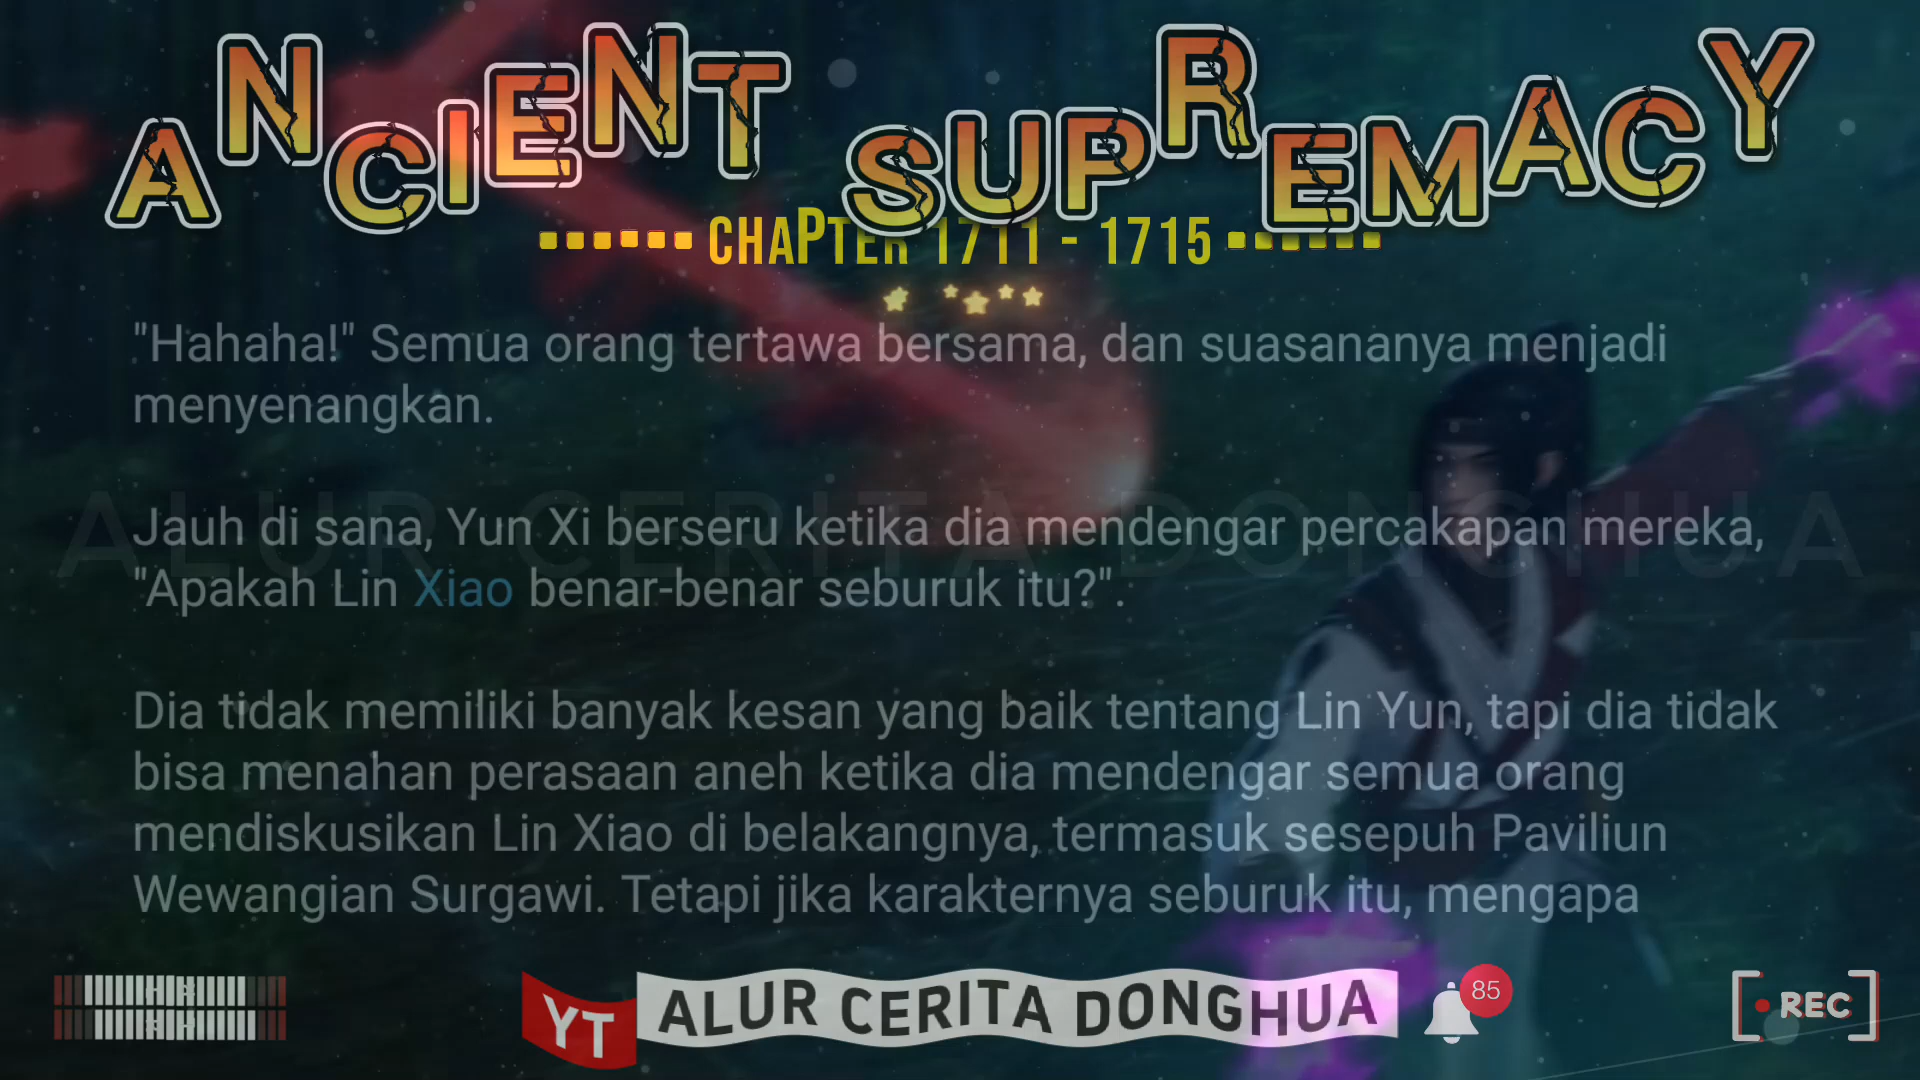 ANCIENT SUPREMACY
CHAPTER 1711 - 1715
"Hahaha!" Semua orang tertawa bersama, dan suasananya menjadi
menyenangkan.
Jauh di sana, Yun Xi berseru ketika dia mendengar percakapan mereka,
ALUR CERITA DONGHUA
"Apakah Lin Xiao benar-benar seburuk itu?".
Dia tidak memiliki banyak kesan yang baik tentang Lin Yun, tapi dia tidak
bisa menahan perasaan aneh ketika dia mendengar semua orang
mendiskusikan Lin Xiao di belakangnya, termasuk sesepuh Paviliun
Wewangian Surgawi. Tetapi jika karakternya seburuk itu, mengapa
YT ALUR CERITA DONGHUA
85
REC